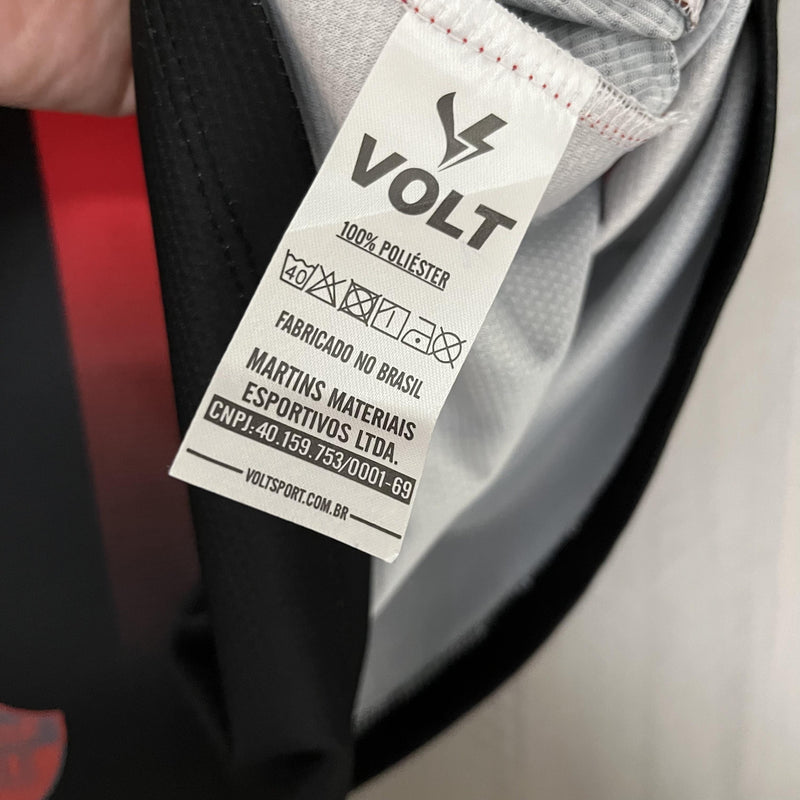 VOLT
100% POLIÉSTER
40
FABRICADO NO BRASIL
MARTINS MATERIAIS
ESPORTIVOS LTDA.
CNPJ:40.159.753/0001-69
VOLTSPORT.COM.BR